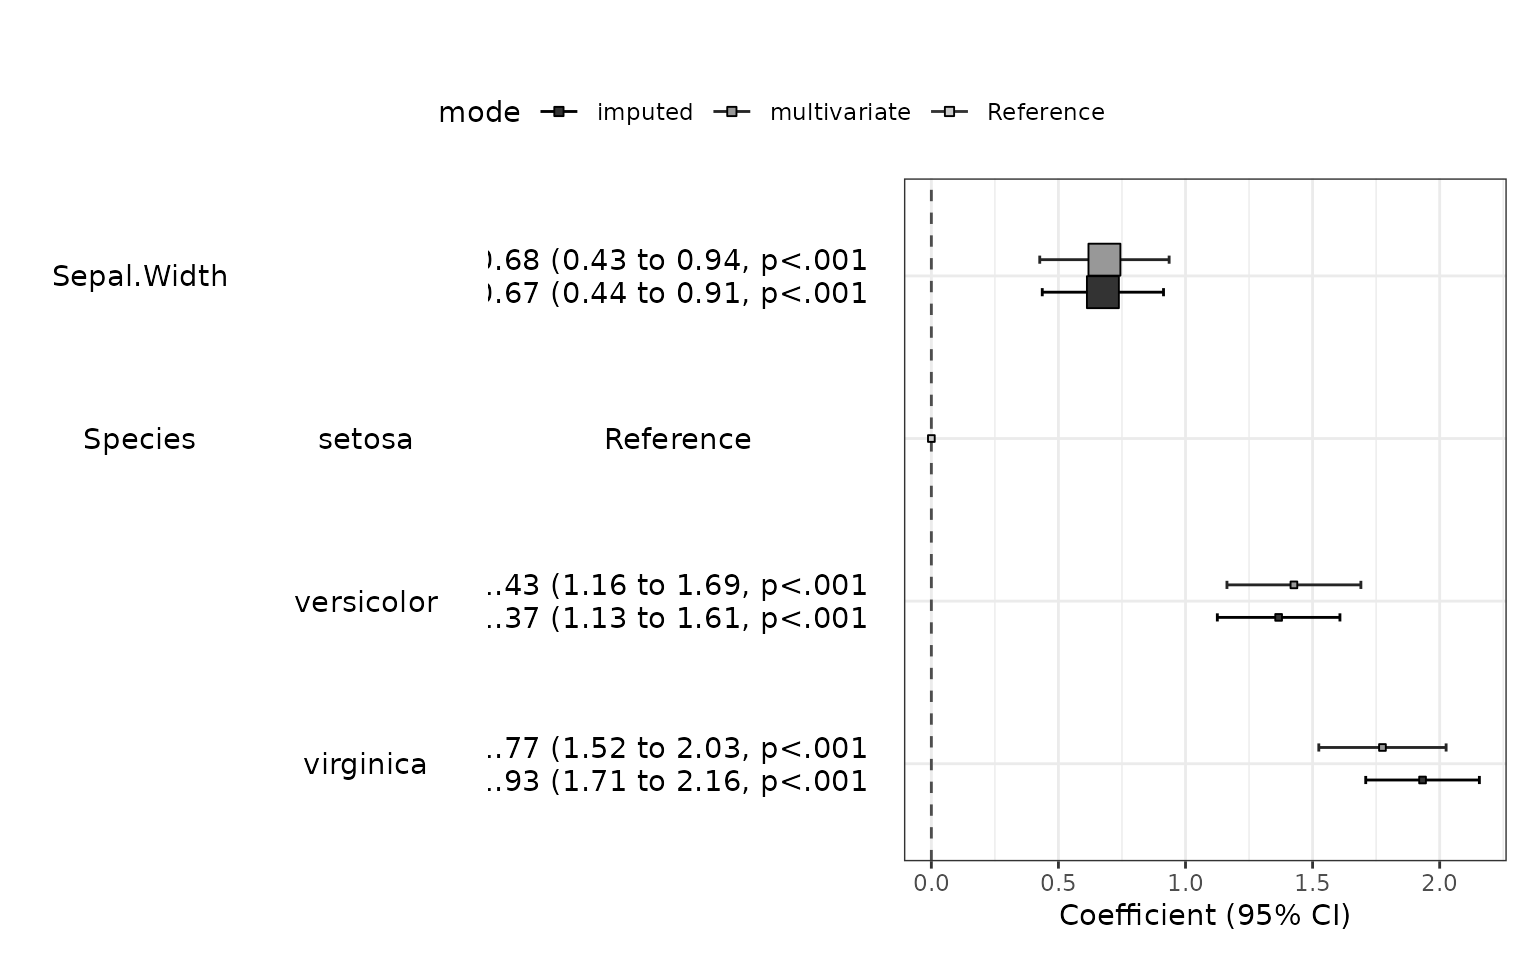 mode imputed multivariate Reference
Sepal.Width
.68 (0.43 to 0.94, p<.001
.67 (0.44 to 0.91, p<.001
Species setosa Reference
versicolor
.43 (1.16 to 1.69, p<.001
.37 (1.13 to 1.61, p<.001
virginica
.77 (1.52 to 2.03, p<.001
.93 (1.71 to 2.16, p<.001
0.0 0.5 1.0 1.5 2.0
Coefficient (95% CI)